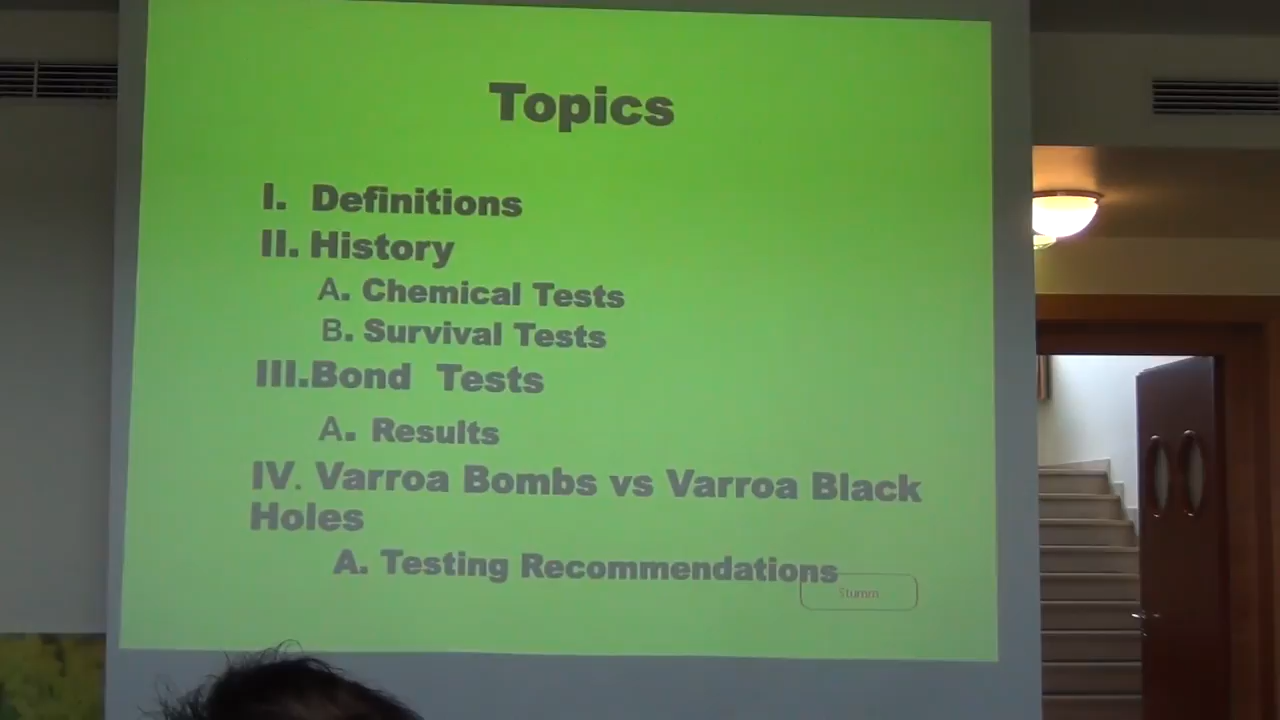 Topics
I. Definitions
II. History
A. Chemical Tests
B. Survival Tests
III.Bond Tests
A. Results
IV. Varroa Bombs vs Varroa Black
Holes
A. Testing Recommendations
Stumm